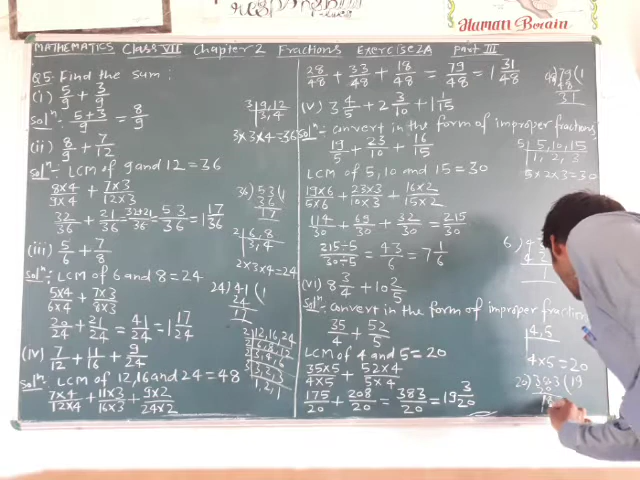 Human Berain
MATHEMATICS Class VII Chapter 2 Fractions Exercise 2A Part III
Q5: Find the sum:
(i) 5/9 + 3/9
Solⁿ:- 5+3/9 = 8/9
(ii) 8/9 + 7/12
3 | 9, 12
3, 4
3×3×4=36
Solⁿ:- LCM of 9 and 12 = 36
8×4/9×4 + 7×3/12×3
32/36 + 21/36 = 32+21/36 = 53/36 = 1 17/36
36) 53 (1
36
17
(iii) 5/6 + 7/8
2 | 6, 8
3, 4
2×3×4=24
Solⁿ:- LCM of 6 and 8 = 24
5×4/6×4 + 7×3/8×3
20/24 + 21/24 = 41/24 = 1 17/24
24) 41 (1
24
17
(iv) 7/12 + 11/16 + 9/24
2 | 12, 16, 24
2 | 6, 8, 12
2 | 3, 4, 6
3 | 3, 2, 3
1, 2, 1
Solⁿ:- LCM of 12, 16 and 24 = 48
7×4/12×4 + 11×3/16×3 + 9×2/24×2
28/48 + 33/48 + 18/48 = 79/48 = 1 31/48
48) 79 (1
48
31
(v) 3 4/5 + 2 3/10 + 1 1/15
Solⁿ:- convert in the form of improper fractions
19/5 + 23/10 + 16/15
5 | 5, 10, 15
1, 2, 3
5×2×3=30
LCM of 5, 10 and 15 = 30
19×6/5×6 + 23×3/10×3 + 16×2/15×2
114/30 + 69/30 + 32/30 = 215/30
215÷5/30÷5 = 43/6 = 7 1/6
6) 4
42
1
(vi) 8 3/4 + 10 2/5
Solⁿ:- convert in the form of improper fraction
35/4 + 52/5
4, 5
4×5=20
LCM of 4 and 5 = 20
35×5/4×5 + 52×4/5×4
175/20 + 208/20 = 383/20 = 19 3/20
20) 383 (19
20
18